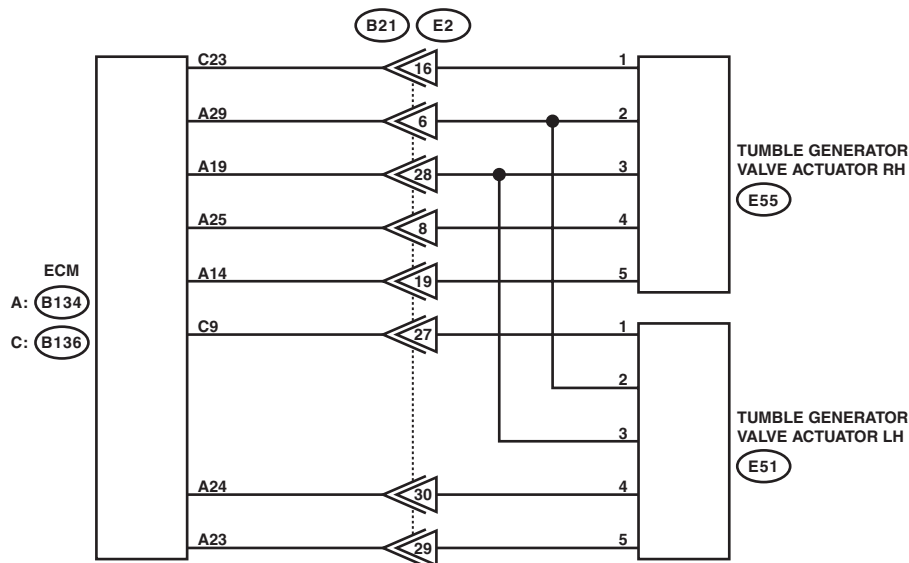 B21 E2
C23 16 1
A29 6 2
A19 28 3
TUMBLE GENERATOR
VALVE ACTUATOR RH
E55
A25 8 4
A14 19 5
ECM
A: B134
C: B136
C9 27 1
2
3
TUMBLE GENERATOR
VALVE ACTUATOR LH
E51
A24 30 4
A23 29 5